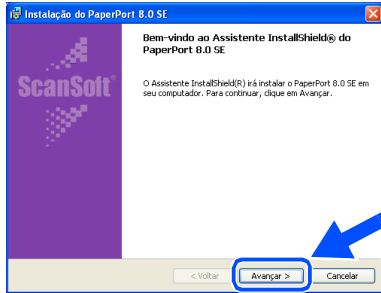 Instalação do PaperPort 8.0 SE
Bem-vindo ao Assistente InstallShield® do
PaperPort 8.0 SE
ScanSoft®
O Assistente InstallShield(R) irá instalar o PaperPort 8.0 SE em
seu computador. Para continuar, clique em Avançar.
< Voltar
Avançar >
Cancelar